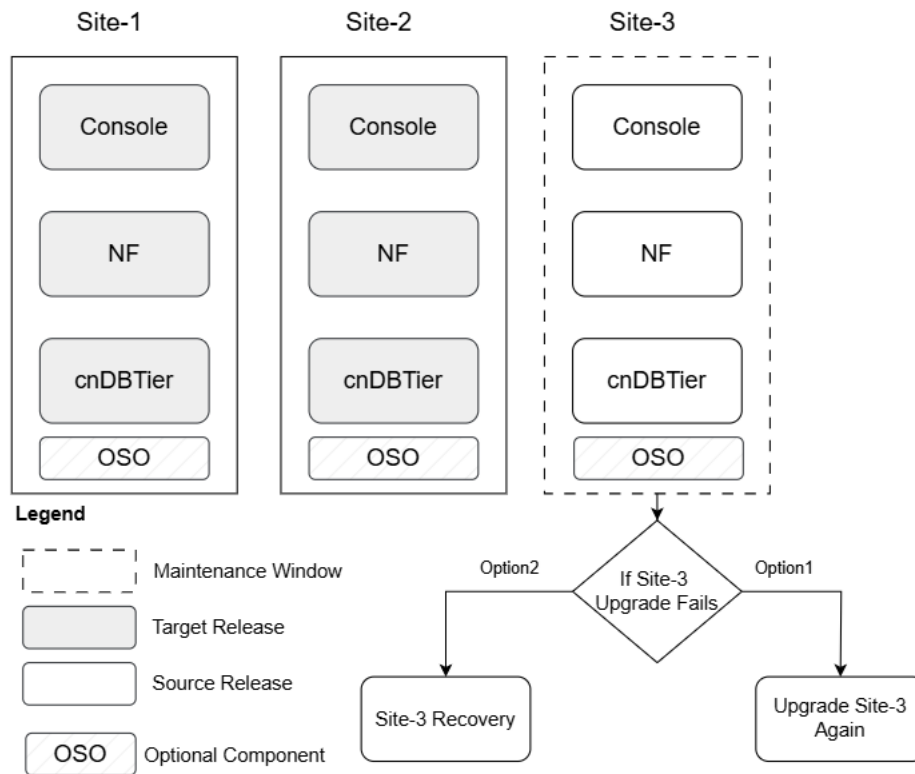 Site-1
Site-2
Site-3
Console
Console
Console
NF
NF
NF
cnDBTier
cnDBTier
cnDBTier
OSO
OSO
OSO
Legend
Maintenance Window
Target Release
Source Release
OSO
Optional Component
Option2
If Site-3
Upgrade Fails
Option1
Site-3 Recovery
Upgrade Site-3
Again